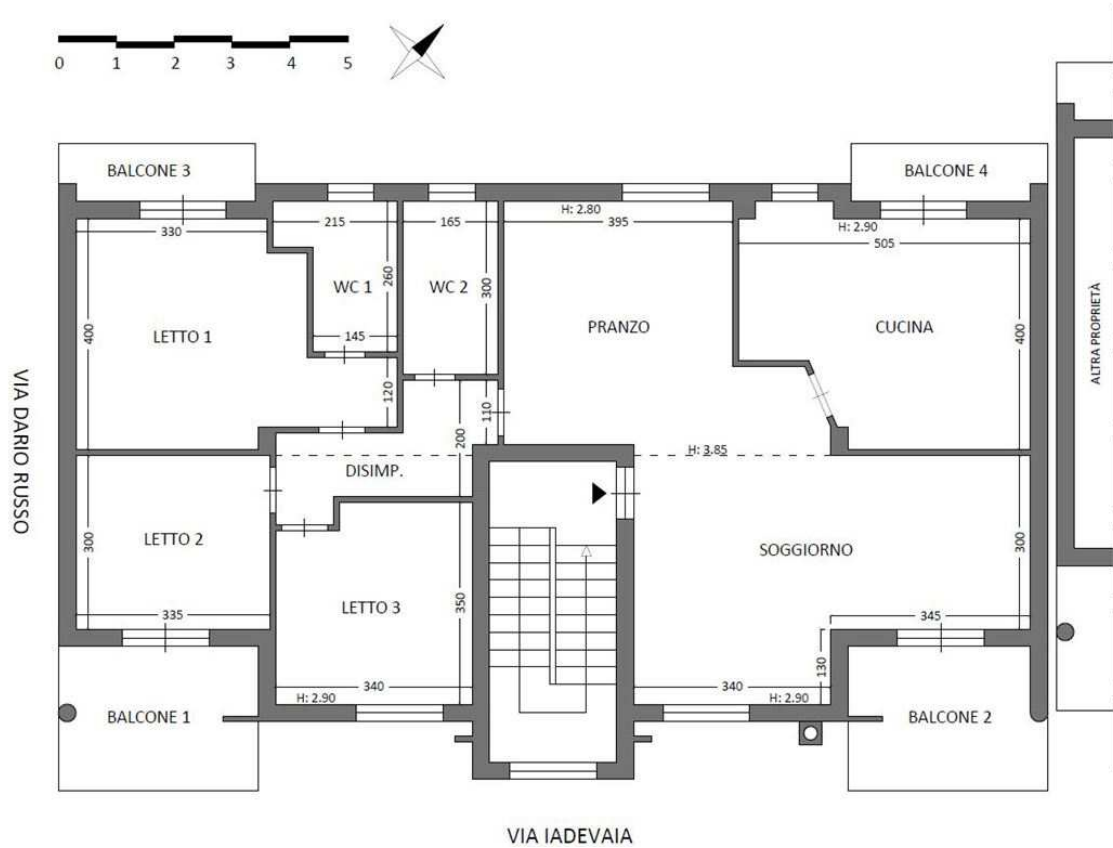 0 1 2 3 4 5
BALCONE 3
BALCONE 4
330
215
165
H: 2.80
395
H: 2.90
505
400
LETTO 1
WC 1
260
WC 2
300
PRANZO
CUCINA
400
ALTRA PROPRIETÀ
145
120
110
200
VIA DARIO RUSSO
DISIMP.
H: 3.85
300
LETTO 2
335
LETTO 3
350
SOGGIORNO
300
345
130
340
H: 2.90
340
H: 2.90
BALCONE 1
BALCONE 2
VIA IADEVAIA